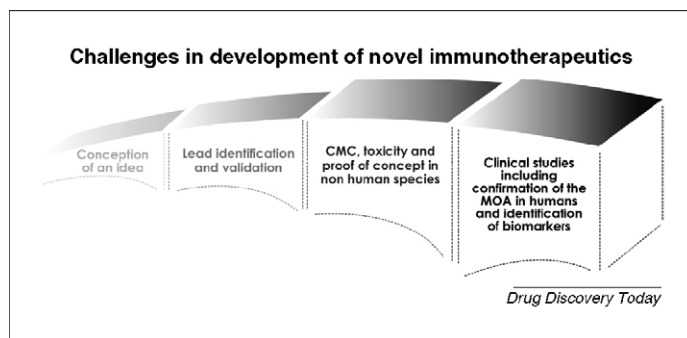 Challenges in development of novel immunotherapeutics
Conception
of an idea
Lead identification
and validation
CMC, toxicity and
proof of concept in
non human species
Clinical studies
including
confirmation of the
MOA in humans
and identification
of biomarkers
Drug Discovery Today